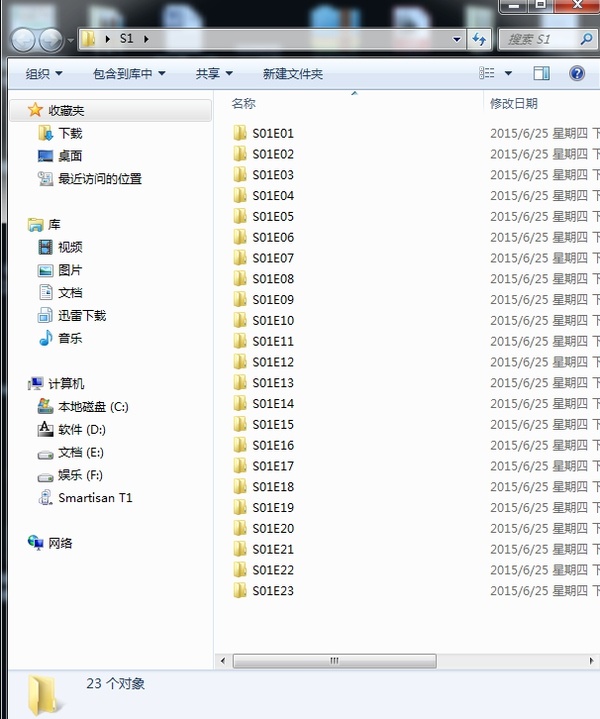 S1
搜索 S1
组织
包含到库中
共享
新建文件夹
名称
修改日期
收藏夹
下载
桌面
最近访问的位置
库
视频
图片
文档
迅雷下载
音乐
计算机
本地磁盘 (C:)
软件 (D:)
文档 (E:)
娱乐 (F:)
Smartisan T1
网络
S01E01 2015/6/25 星期四 下
S01E02 2015/6/25 星期四 下
S01E03 2015/6/25 星期四 下
S01E04 2015/6/25 星期四 下
S01E05 2015/6/25 星期四 下
S01E06 2015/6/25 星期四 下
S01E07 2015/6/25 星期四 下
S01E08 2015/6/25 星期四 下
S01E09 2015/6/25 星期四 下
S01E10 2015/6/25 星期四 下
S01E11 2015/6/25 星期四 下
S01E12 2015/6/25 星期四 下
S01E13 2015/6/25 星期四 下
S01E14 2015/6/25 星期四 下
S01E15 2015/6/25 星期四 下
S01E16 2015/6/25 星期四 下
S01E17 2015/6/25 星期四 下
S01E18 2015/6/25 星期四 下
S01E19 2015/6/25 星期四 下
S01E20 2015/6/25 星期四 下
S01E21 2015/6/25 星期四 下
S01E22 2015/6/25 星期四 下
S01E23 2015/6/25 星期四 下
23 个对象